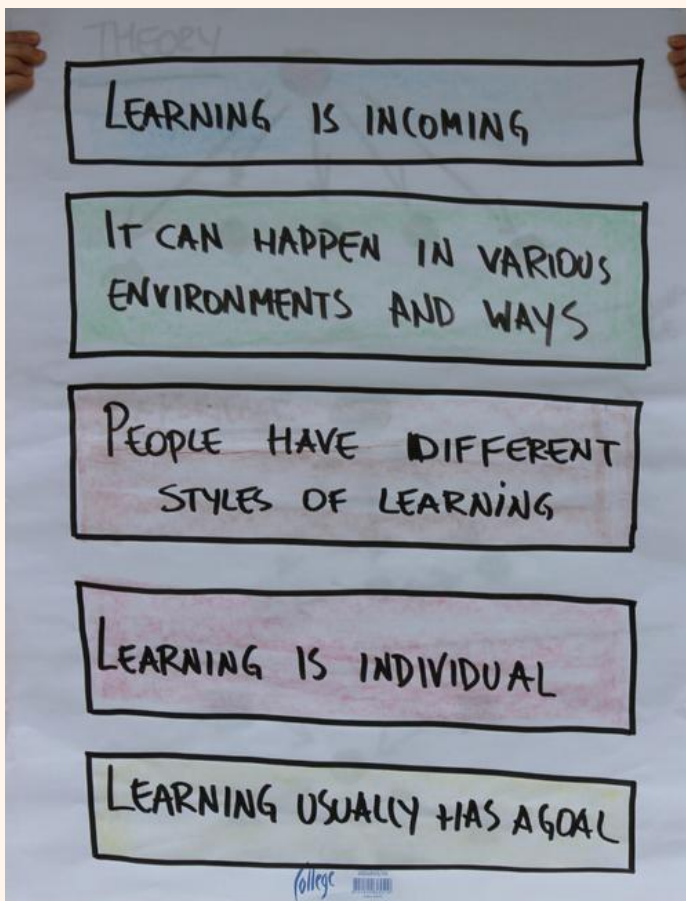 THEORY
LEARNING IS INCOMING
IT CAN HAPPEN IN VARIOUS
ENVIRONMENTS AND WAYS
PEOPLE HAVE DIFFERENT
STYLES OF LEARNING
LEARNING IS INDIVIDUAL
LEARNING USUALLY HAS A GOAL
College